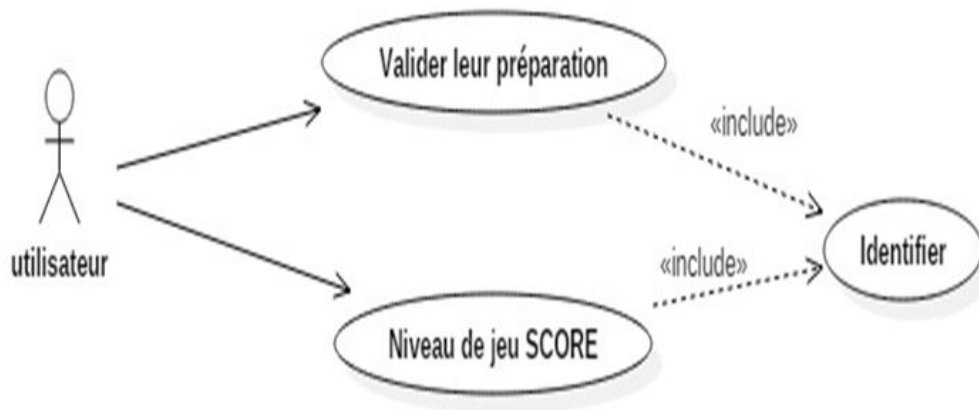 Valider leur préparation
«include»
utilisateur
«include»
Identifier
Niveau de jeu SCORE